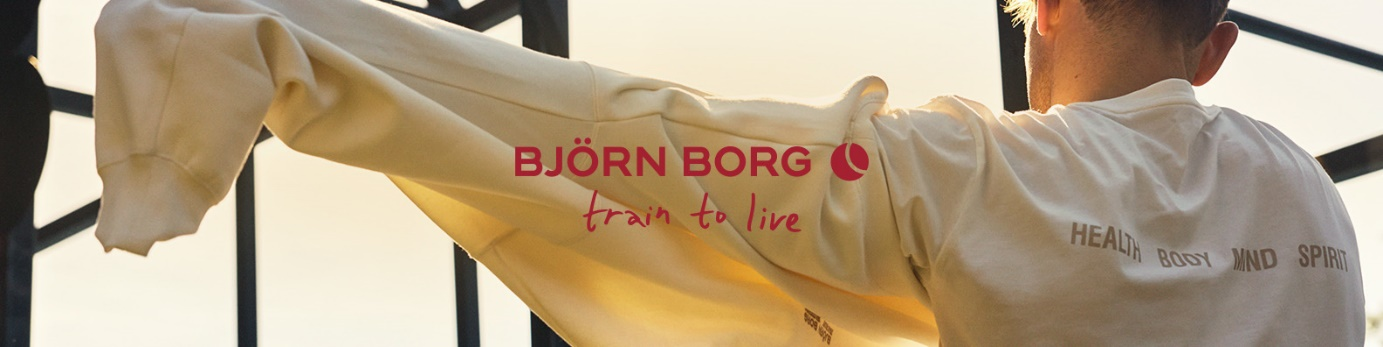 BJÖRN BORG
train to live
HEALTH BODY MIND SPIRIT